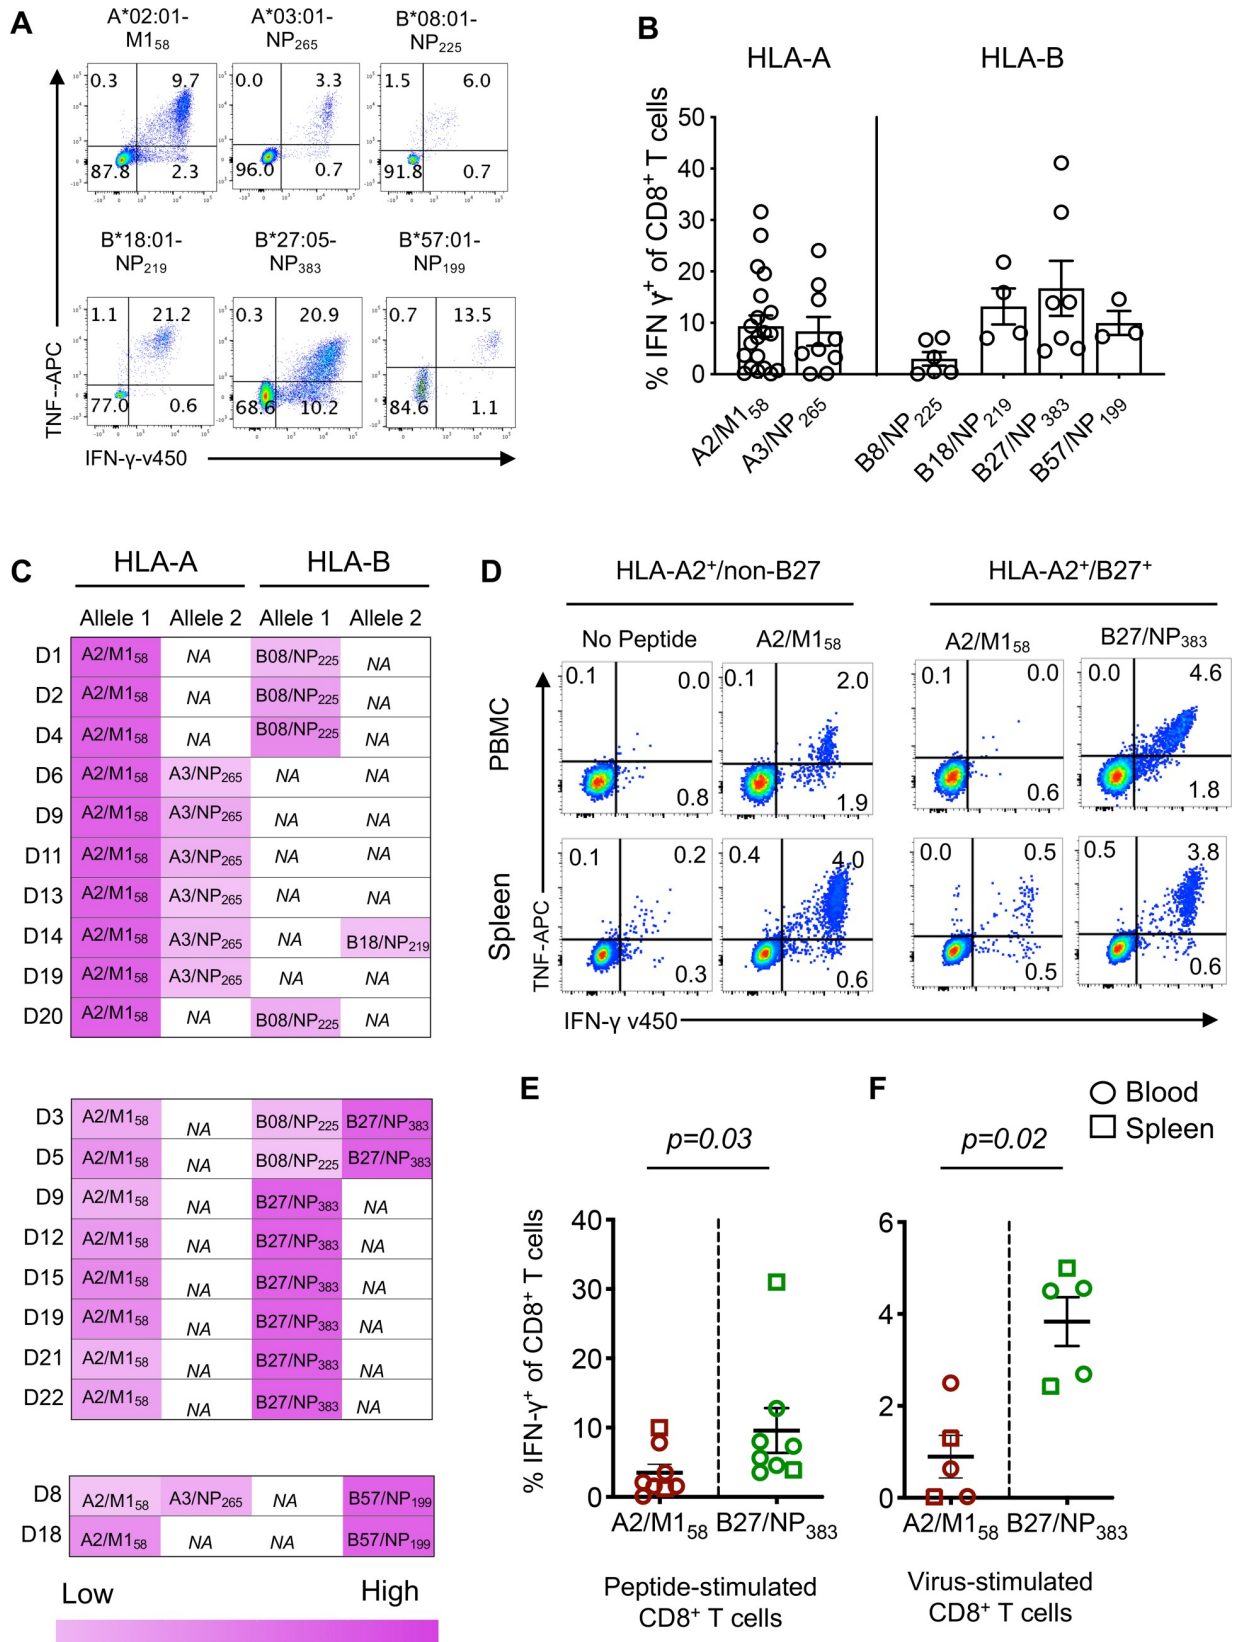 A
A*02:01-
M1₅₈
A*03:01-
NP₂₆₅
B*08:01-
NP₂₂₅
0.3 9.7
87.8 2.3
0.0 3.3
96.0 0.7
1.5 6.0
91.8 0.7
B*18:01-
NP₂₁₉
B*27:05-
NP₃₈₃
B*57:01-
NP₁₉₉
1.1 21.2
77.0 0.6
0.3 20.9
68.6 10.2
0.7 13.5
84.6 1.1
TNF--APC
IFN-γ-v450
B
HLA-A HLA-B
% IFN γ⁺ of CD8⁺ T cells
50
40
30
20
10
0
A2/M1₅₈
A3/NP₂₆₅
B8/NP₂₂₅
B18/NP₂₁₉
B27/NP₃₈₃
B57/NP₁₉₉
C
HLA-A HLA-B
Allele 1 Allele 2 Allele 1 Allele 2
D1 A2/M1₅₈ NA B08/NP₂₂₅ NA
D2 A2/M1₅₈ NA B08/NP₂₂₅ NA
D4 A2/M1₅₈ NA B08/NP₂₂₅ NA
D6 A2/M1₅₈ A3/NP₂₆₅ NA NA
D9 A2/M1₅₈ A3/NP₂₆₅ NA NA
D11 A2/M1₅₈ A3/NP₂₆₅ NA NA
D13 A2/M1₅₈ A3/NP₂₆₅ NA NA
D14 A2/M1₅₈ A3/NP₂₆₅ NA B18/NP₂₁₉
D19 A2/M1₅₈ A3/NP₂₆₅ NA NA
D20 A2/M1₅₈ NA B08/NP₂₂₅ NA
D3 A2/M1₅₈ NA B08/NP₂₂₅ B27/NP₃₈₃
D5 A2/M1₅₈ NA B08/NP₂₂₅ B27/NP₃₈₃
D9 A2/M1₅₈ NA B27/NP₃₈₃ NA
D12 A2/M1₅₈ NA B27/NP₃₈₃ NA
D15 A2/M1₅₈ NA B27/NP₃₈₃ NA
D19 A2/M1₅₈ NA B27/NP₃₈₃ NA
D21 A2/M1₅₈ NA B27/NP₃₈₃ NA
D22 A2/M1₅₈ NA B27/NP₃₈₃ NA
D8 A2/M1₅₈ A3/NP₂₆₅ NA B57/NP₁₉₉
D18 A2/M1₅₈ NA NA B57/NP₁₉₉
Low High
D
HLA-A2⁺/non-B27 HLA-A2⁺/B27⁺
No Peptide A2/M1₅₈ A2/M1₅₈ B27/NP₃₈₃
PBMC
0.1 0.0
0.8
0.1 2.0
1.9
0.1 0.0
0.6
0.0 4.6
1.8
Spleen
0.1 0.2
0.3
0.4 4.0
0.6
0.0 0.5
0.5
0.5 3.8
0.6
TNF-APC
IFN-γ v450
E
p=0.03
% IFN-γ⁺ of CD8⁺ T cells
40
30
20
10
0
A2/M1₅₈ B27/NP₃₈₃
Peptide-stimulated
CD8⁺ T cells
F
Blood
Spleen
p=0.02
6
4
2
0
A2/M1₅₈ B27/NP₃₈₃
Virus-stimulated
CD8⁺ T cells